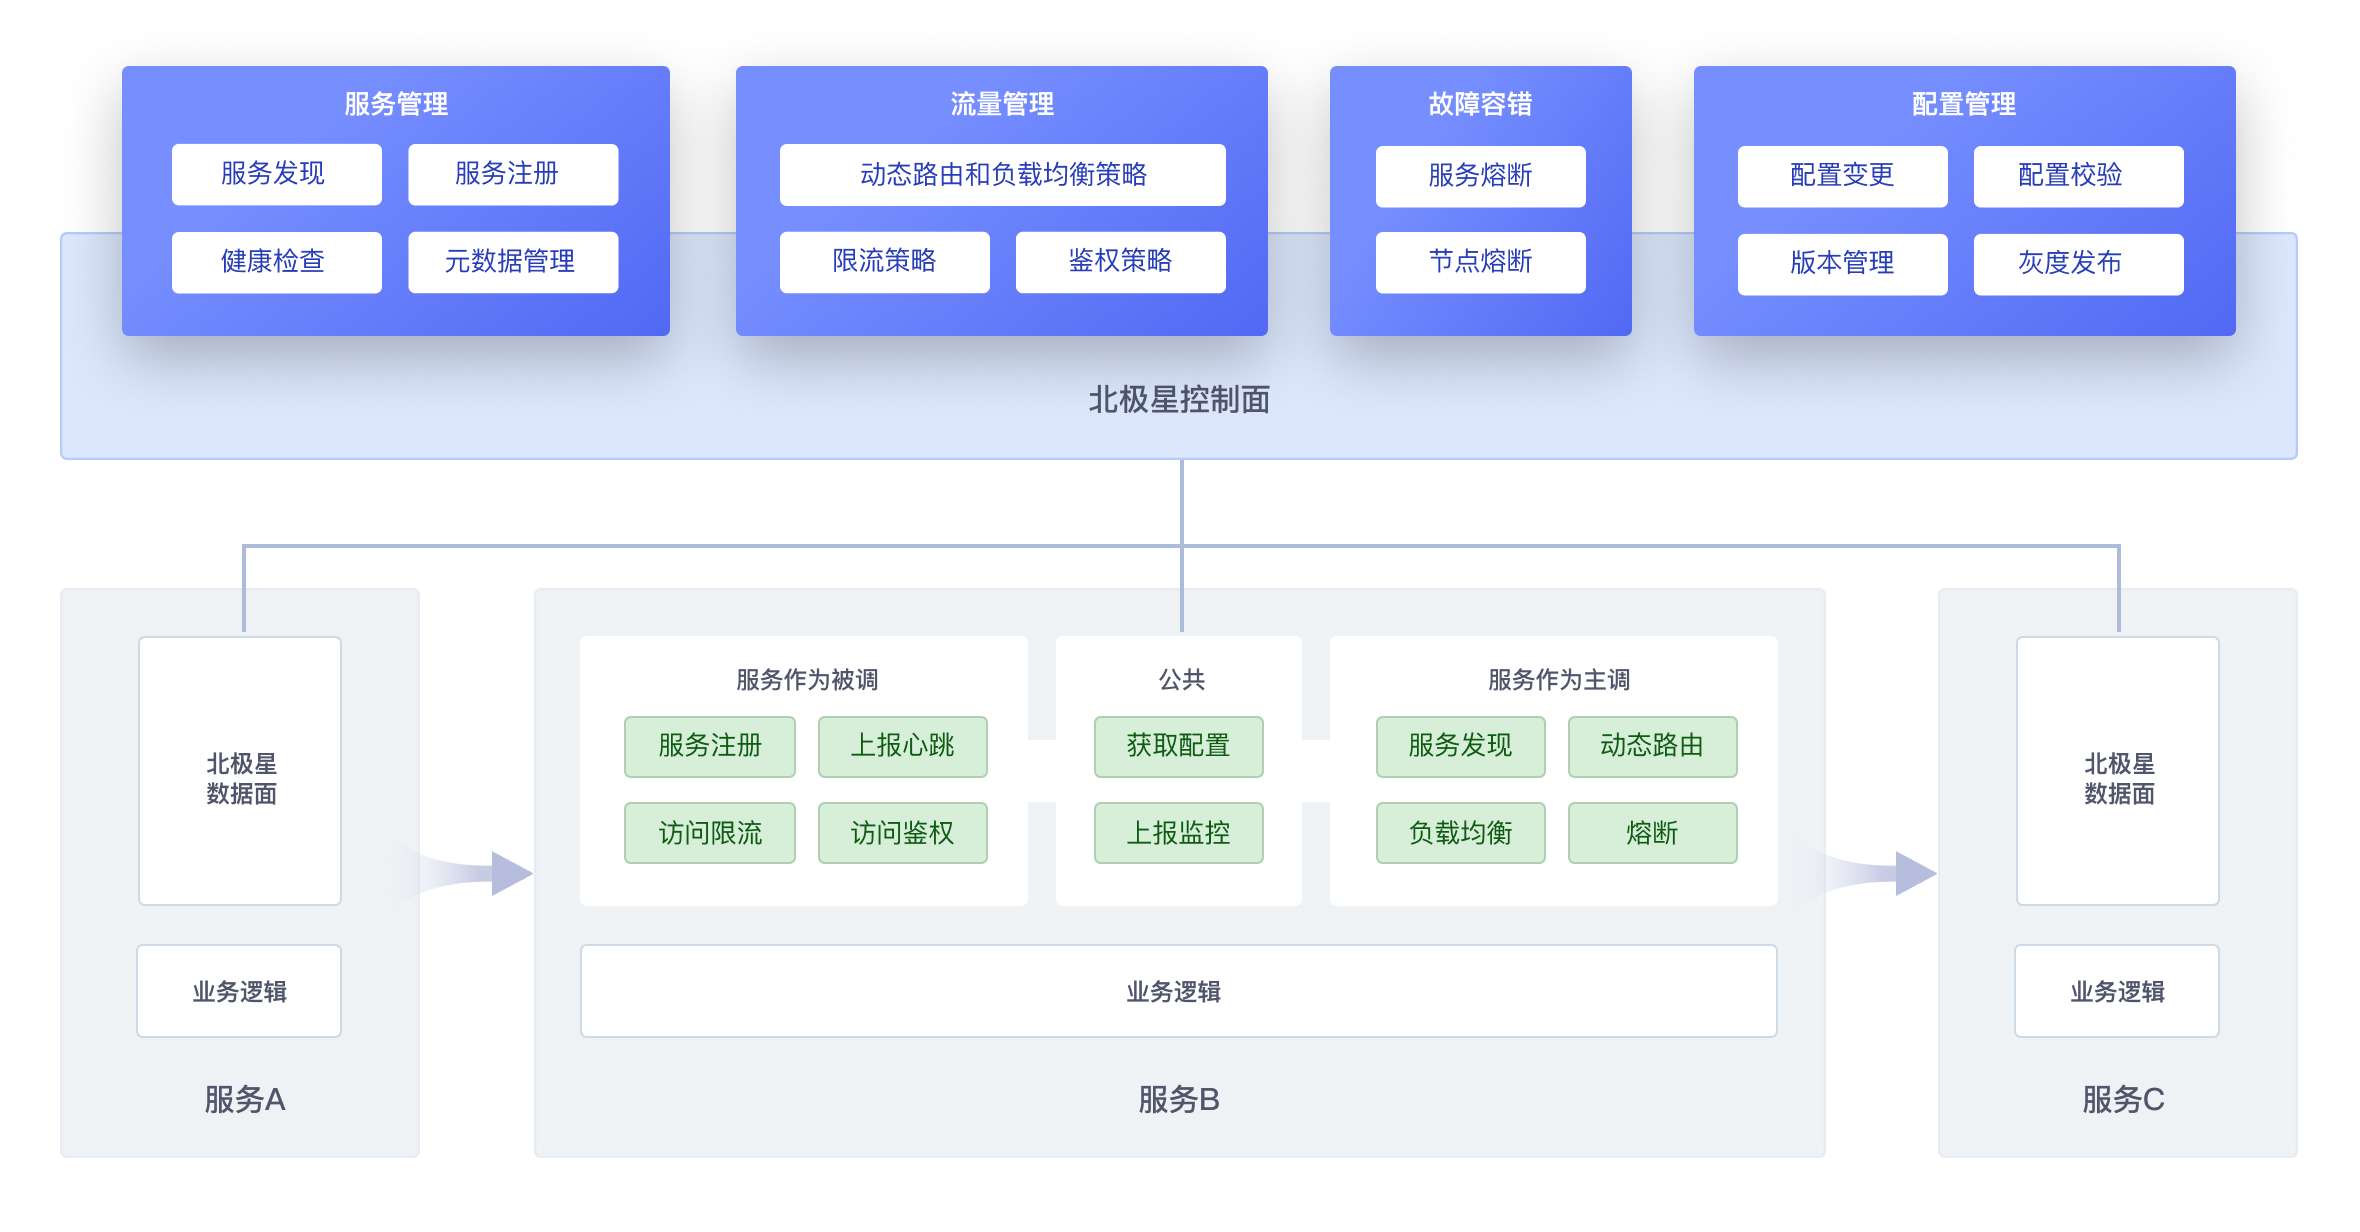 服务管理
服务发现
服务注册
健康检查
元数据管理
流量管理
动态路由和负载均衡策略
限流策略
鉴权策略
故障容错
服务熔断
节点熔断
配置管理
配置变更
配置校验
版本管理
灰度发布
北极星控制面
北极星
数据面
业务逻辑
服务A
服务作为被调
服务注册
上报心跳
访问限流
访问鉴权
公共
获取配置
上报监控
服务作为主调
服务发现
动态路由
负载均衡
熔断
业务逻辑
服务B
北极星
数据面
业务逻辑
服务C